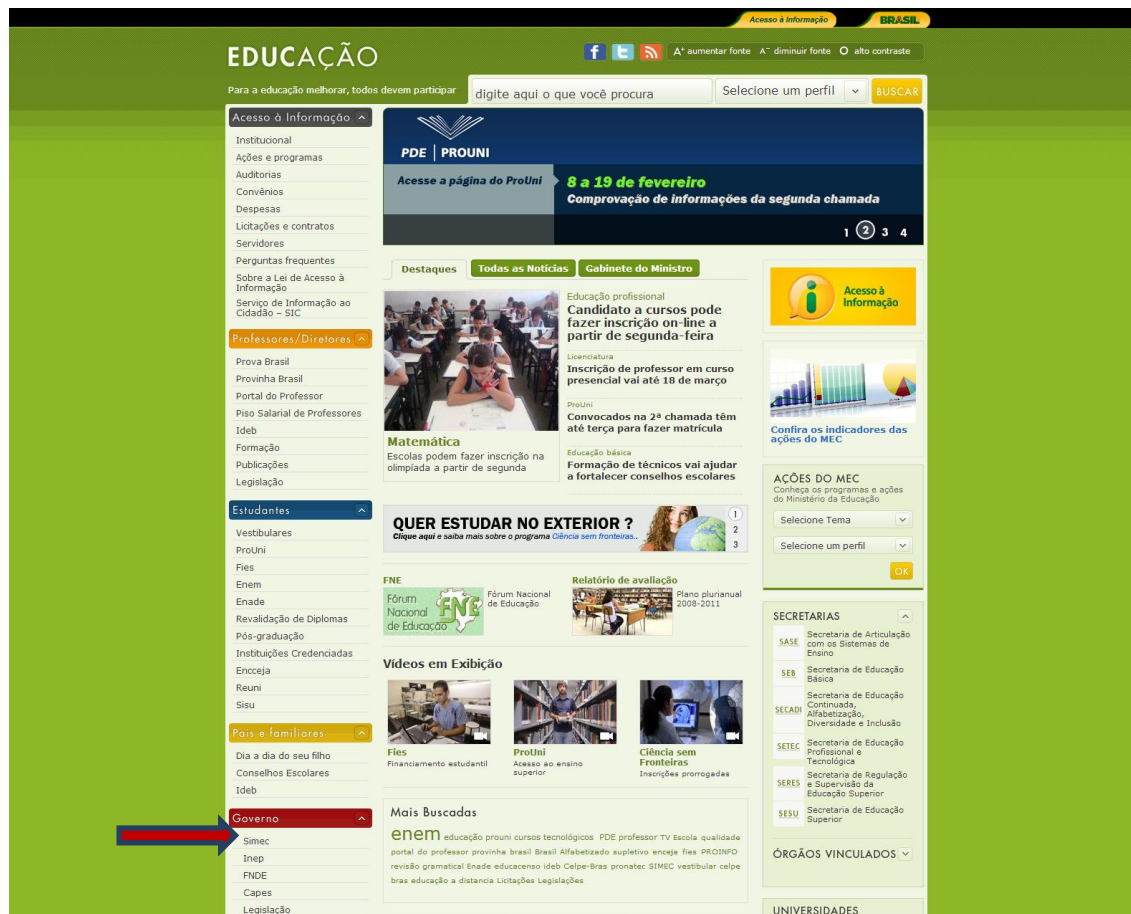 Acesso à Informação
BRASIL
EDUCAÇÃO
A+ aumentar fonte A- diminuir fonte alto contraste
Para a educação melhorar, todos devem participar
digite aqui o que você procura
Selecione um perfil
BUSCAR
Acesso à Informação
Institucional
Ações e programas
Auditorias
Convênios
Despesas
Licitações e contratos
Servidores
Perguntas frequentes
Sobre a Lei de Acesso à
Informação
Serviço de Informação ao
Cidadão – SIC
Professores/Diretores
Prova Brasil
Provinha Brasil
Portal do Professor
Piso Salarial de Professores
Ideb
Formação
Publicações
Legislação
Estudantes
Vestibulares
ProUni
Fies
Enem
Enade
Revalidação de Diplomas
Pós-graduação
Instituições Credenciadas
Encceja
Reuni
Sisu
Pais e familiares
Dia a dia do seu filho
Conselhos Escolares
Ideb
Governo
Simec
Inep
FNDE
Capes
Legislação
PDE | PROUNI
Acesse a página do ProUni
8 a 19 de fevereiro
Comprovação de informações da segunda chamada
1 2 3 4
Destaques
Todas as Notícias
Gabinete do Ministro
Matemática
Escolas podem fazer inscrição na
olimpíada a partir de segunda
Educação profissional
Candidato a cursos pode
fazer inscrição on-line a
partir de segunda-feira
Licenciatura
Inscrição de professor em curso
presencial vai até 18 de março
ProUni
Convocados na 2ª chamada têm
até terça para fazer matrícula
Educação básica
Formação de técnicos vai ajudar
a fortalecer conselhos escolares
QUER ESTUDAR NO EXTERIOR ?
Clique aqui e saiba mais sobre o programa Ciência sem fronteiras..
1
2
3
FNE
Fórum
Nacional
de Educação
FNE
Fórum Nacional
de Educação
Relatório de avaliação
Plano plurianual
2008-2011
Vídeos em Exibição
Fies
Financiamento estudantil
ProUni
Acesso ao ensino
superior
Ciência sem
Fronteiras
Inscrições prorrogadas
Mais Buscadas
enem educação prouni cursos tecnológicos PDE professor TV Escola qualidade
portal do professor provinha brasil Brasil Alfabetizado supletivo enceja fies PROINFO
revisão gramatical Enade educacenso ideb Celpe-Bras pronatec SIMEC vestibular celpe
bras educação a distancia Licitações Legislações
Acesso à
Informação
Confira os indicadores das
ações do MEC
AÇÕES DO MEC
Conheça os programas e ações
do Ministério da Educação
Selecione Tema
Selecione um perfil
OK
SECRETARIAS
SASE Secretaria de Articulação
com os Sistemas de
Ensino
SEB Secretaria de Educação
Básica
SECADI Secretaria de Educação
Continuada,
Alfabetização,
Diversidade e Inclusão
SETEC Secretaria de Educação
Profissional e
Tecnológica
SERES Secretaria de Regulação
e Supervisão da
Educação Superior
SESU Secretaria de Educação
Superior
ÓRGÃOS VINCULADOS
UNIVERSIDADES